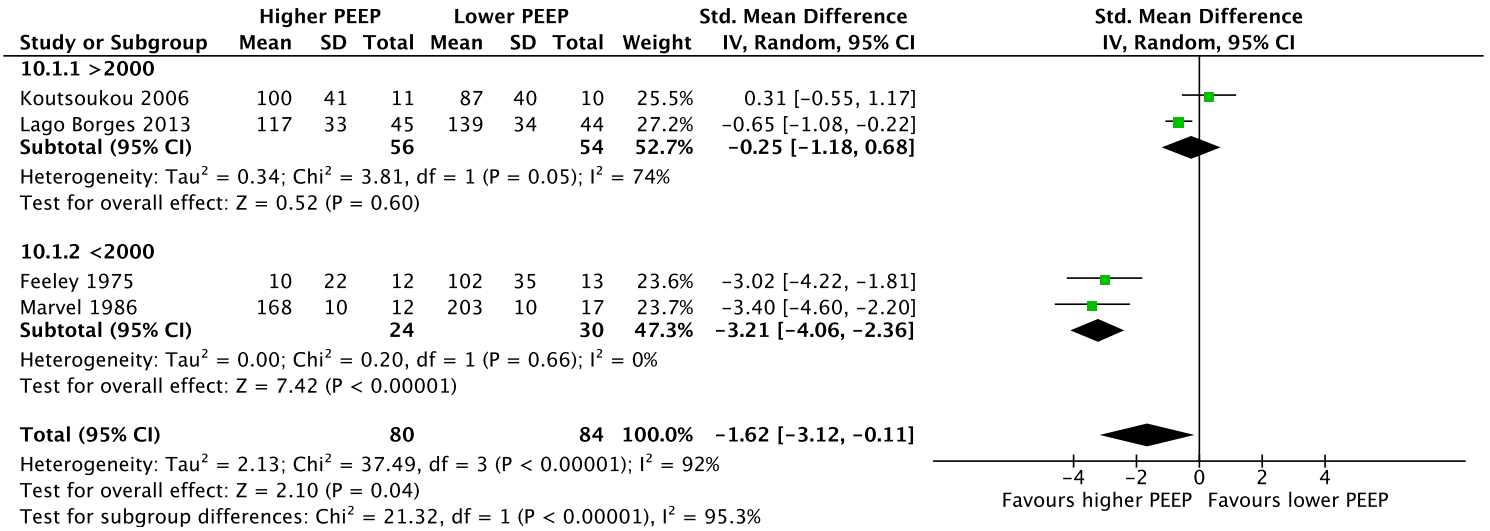 Higher PEEP Lower PEEP Std. Mean Difference Std. Mean Difference
Study or Subgroup Mean SD Total Mean SD Total Weight IV, Random, 95% CI IV, Random, 95% CI
10.1.1 >2000
Koutsoukou 2006 100 41 11 87 40 10 25.5% 0.31 [−0.55, 1.17]
Lago Borges 2013 117 33 45 139 34 44 27.2% −0.65 [−1.08, −0.22]
Subtotal (95% CI) 56 54 52.7% −0.25 [−1.18, 0.68]
Heterogeneity: Tau² = 0.34; Chi² = 3.81, df = 1 (P = 0.05); I² = 74%
Test for overall effect: Z = 0.52 (P = 0.60)
10.1.2 <2000
Feeley 1975 10 22 12 102 35 13 23.6% −3.02 [−4.22, −1.81]
Marvel 1986 168 10 12 203 10 17 23.7% −3.40 [−4.60, −2.20]
Subtotal (95% CI) 24 30 47.3% −3.21 [−4.06, −2.36]
Heterogeneity: Tau² = 0.00; Chi² = 0.20, df = 1 (P = 0.66); I² = 0%
Test for overall effect: Z = 7.42 (P < 0.00001)
Total (95% CI) 80 84 100.0% −1.62 [−3.12, −0.11]
Heterogeneity: Tau² = 2.13; Chi² = 37.49, df = 3 (P < 0.00001); I² = 92%
Test for overall effect: Z = 2.10 (P = 0.04)
Test for subgroup differences: Chi² = 21.32, df = 1 (P < 0.00001), I² = 95.3%
−4 −2 0 2 4
Favours higher PEEP Favours lower PEEP